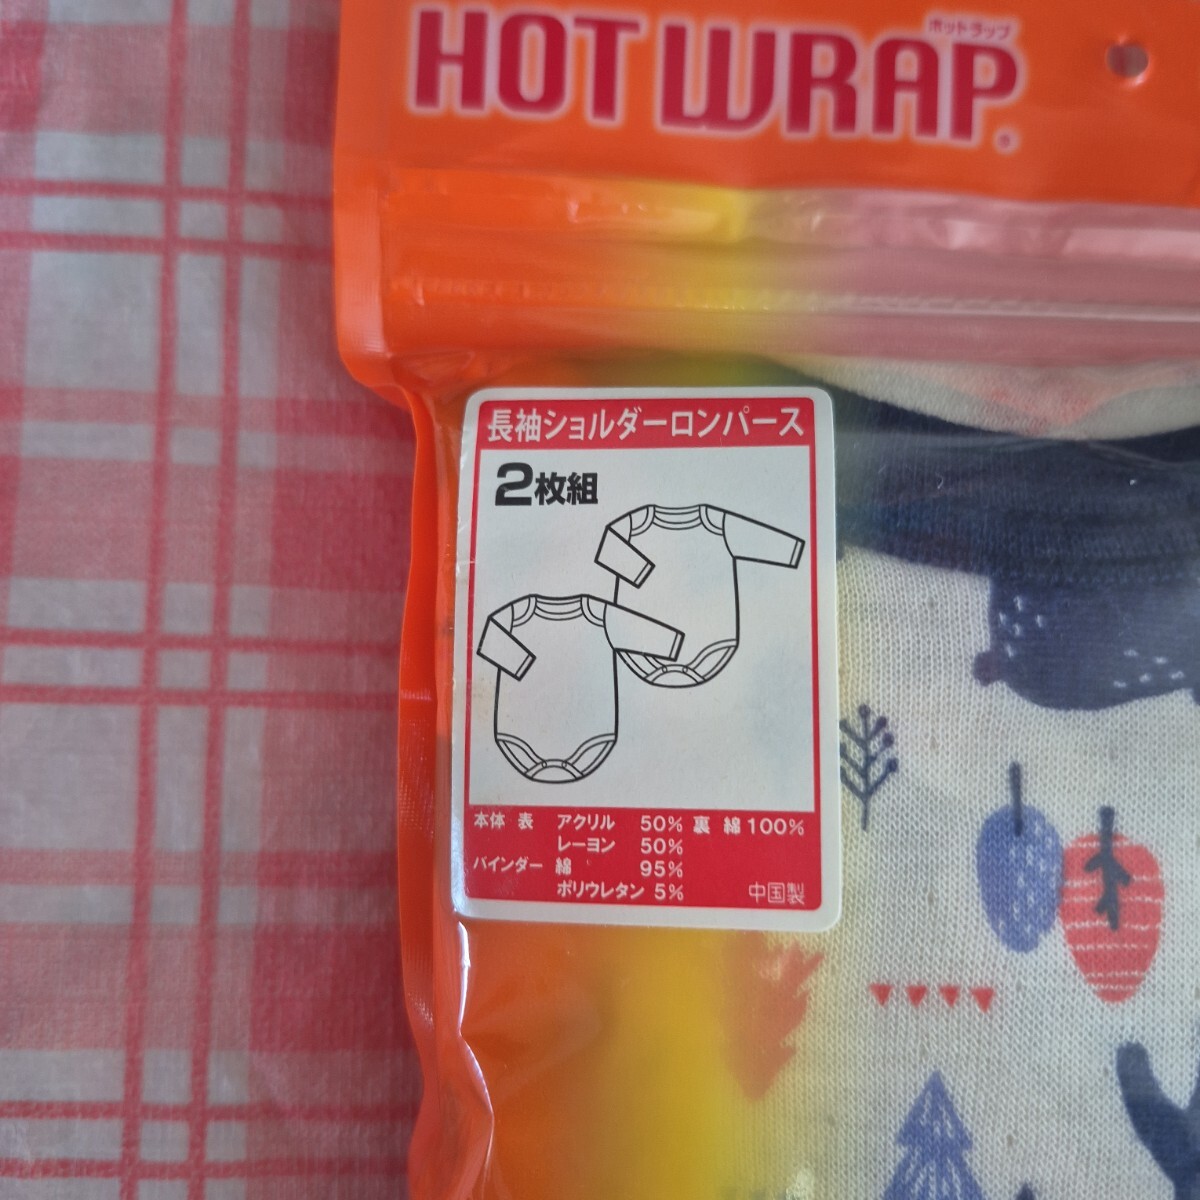 ホットラップ
HOT WRAP®
長袖ショルダーロンパース
2枚組
本体 表 アクリル 50% 裏 綿 100%
レーヨン 50%
バインダー 綿 95%
ポリウレタン 5% 中国製